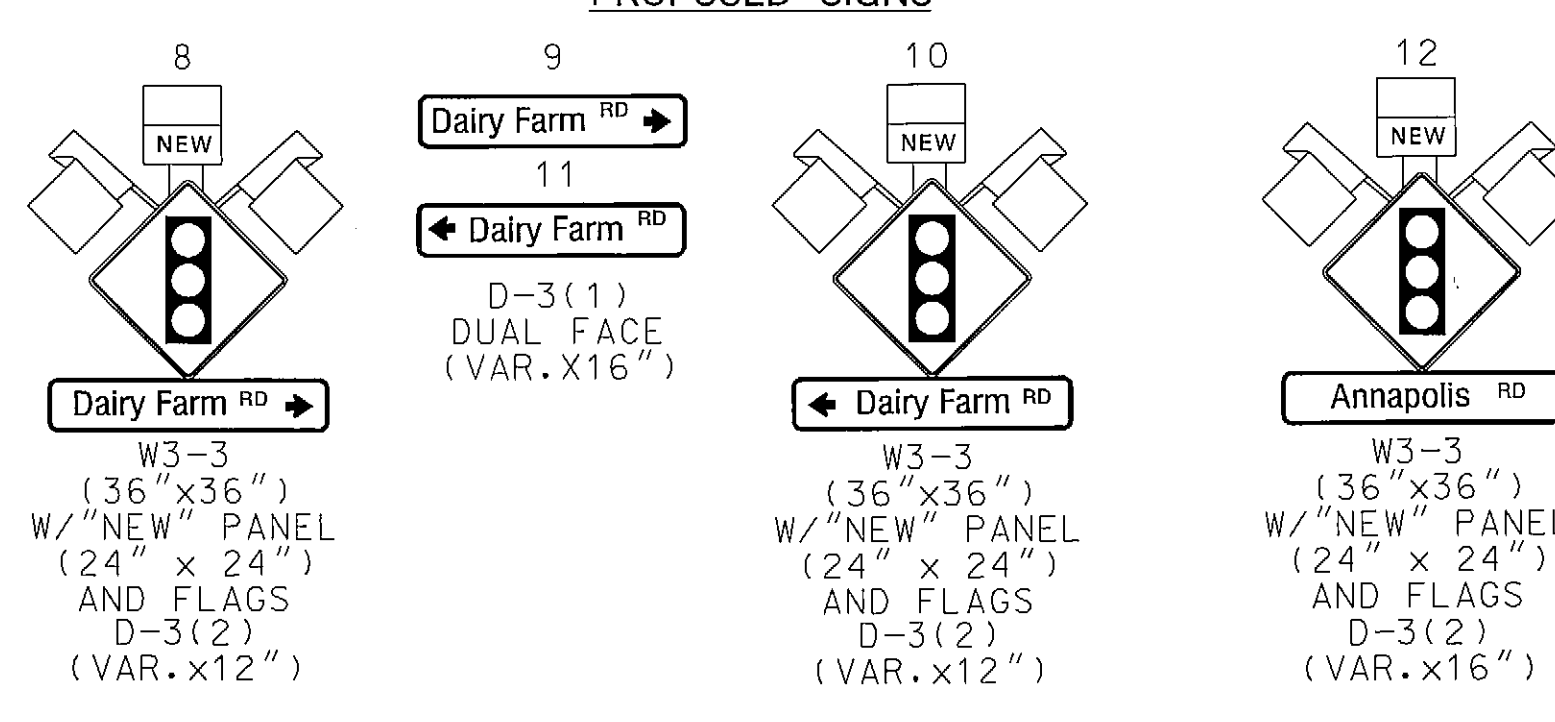 PROPOSED SIGNS
8
NEW
Dairy Farm RD
W3-3
(36"x36")
W/"NEW" PANEL
(24" x 24")
AND FLAGS
D-3(2)
(VAR.x12")
9
Dairy Farm RD
11
Dairy Farm RD
D-3(1)
DUAL FACE
(VAR.X16")
10
NEW
Dairy Farm RD
W3-3
(36"x36")
W/"NEW" PANEL
(24" x 24")
AND FLAGS
D-3(2)
(VAR.x12")
12
NEW
Annapolis RD
W3-3
(36"x36")
W/"NEW" PANEL
(24" x 24")
AND FLAGS
D-3(2)
(VAR.x16")